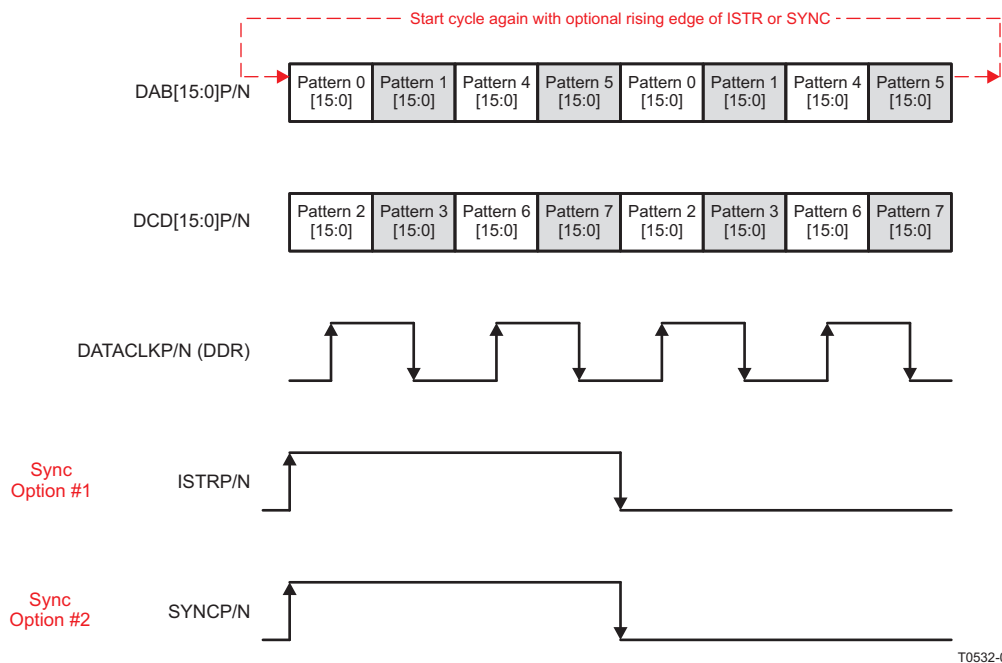 Start cycle again with optional rising edge of ISTR or SYNC
DAB[15:0]P/N
Pattern 0 [15:0]
Pattern 1 [15:0]
Pattern 4 [15:0]
Pattern 5 [15:0]
Pattern 0 [15:0]
Pattern 1 [15:0]
Pattern 4 [15:0]
Pattern 5 [15:0]
DCD[15:0]P/N
Pattern 2 [15:0]
Pattern 3 [15:0]
Pattern 6 [15:0]
Pattern 7 [15:0]
Pattern 2 [15:0]
Pattern 3 [15:0]
Pattern 6 [15:0]
Pattern 7 [15:0]
DATACLKP/N (DDR)
Sync
Option #1
ISTRP/N
Sync
Option #2
SYNCP/N